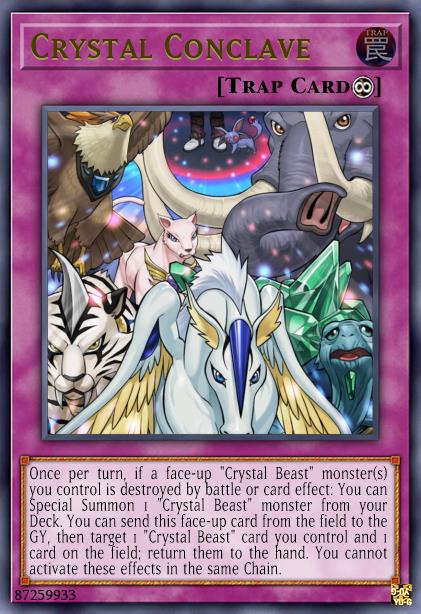 CRYSTAL CONCLAVE
TRAP
罠
[TRAP CARD∞]
Once per turn, if a face-up "Crystal Beast" monster(s)
you control is destroyed by battle or card effect: You can
Special Summon 1 "Crystal Beast" monster from your
Deck. You can send this face-up card from the field to the
GY, then target 1 "Crystal Beast" card you control and 1
card on the field; return them to the hand. You cannot
activate these effects in the same Chain.
87259933